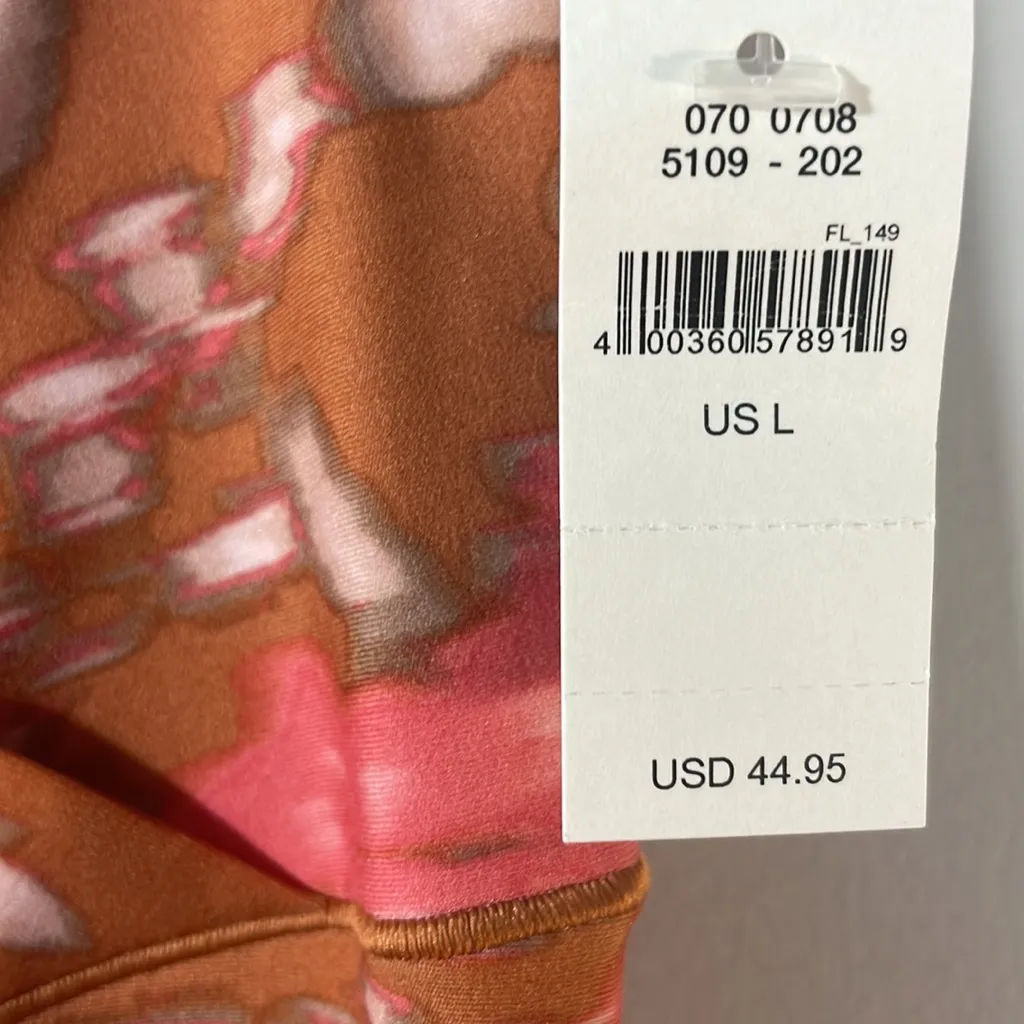 070 0708
5109 - 202
FL_149
4 00360 57891 9
US L
USD 44.95